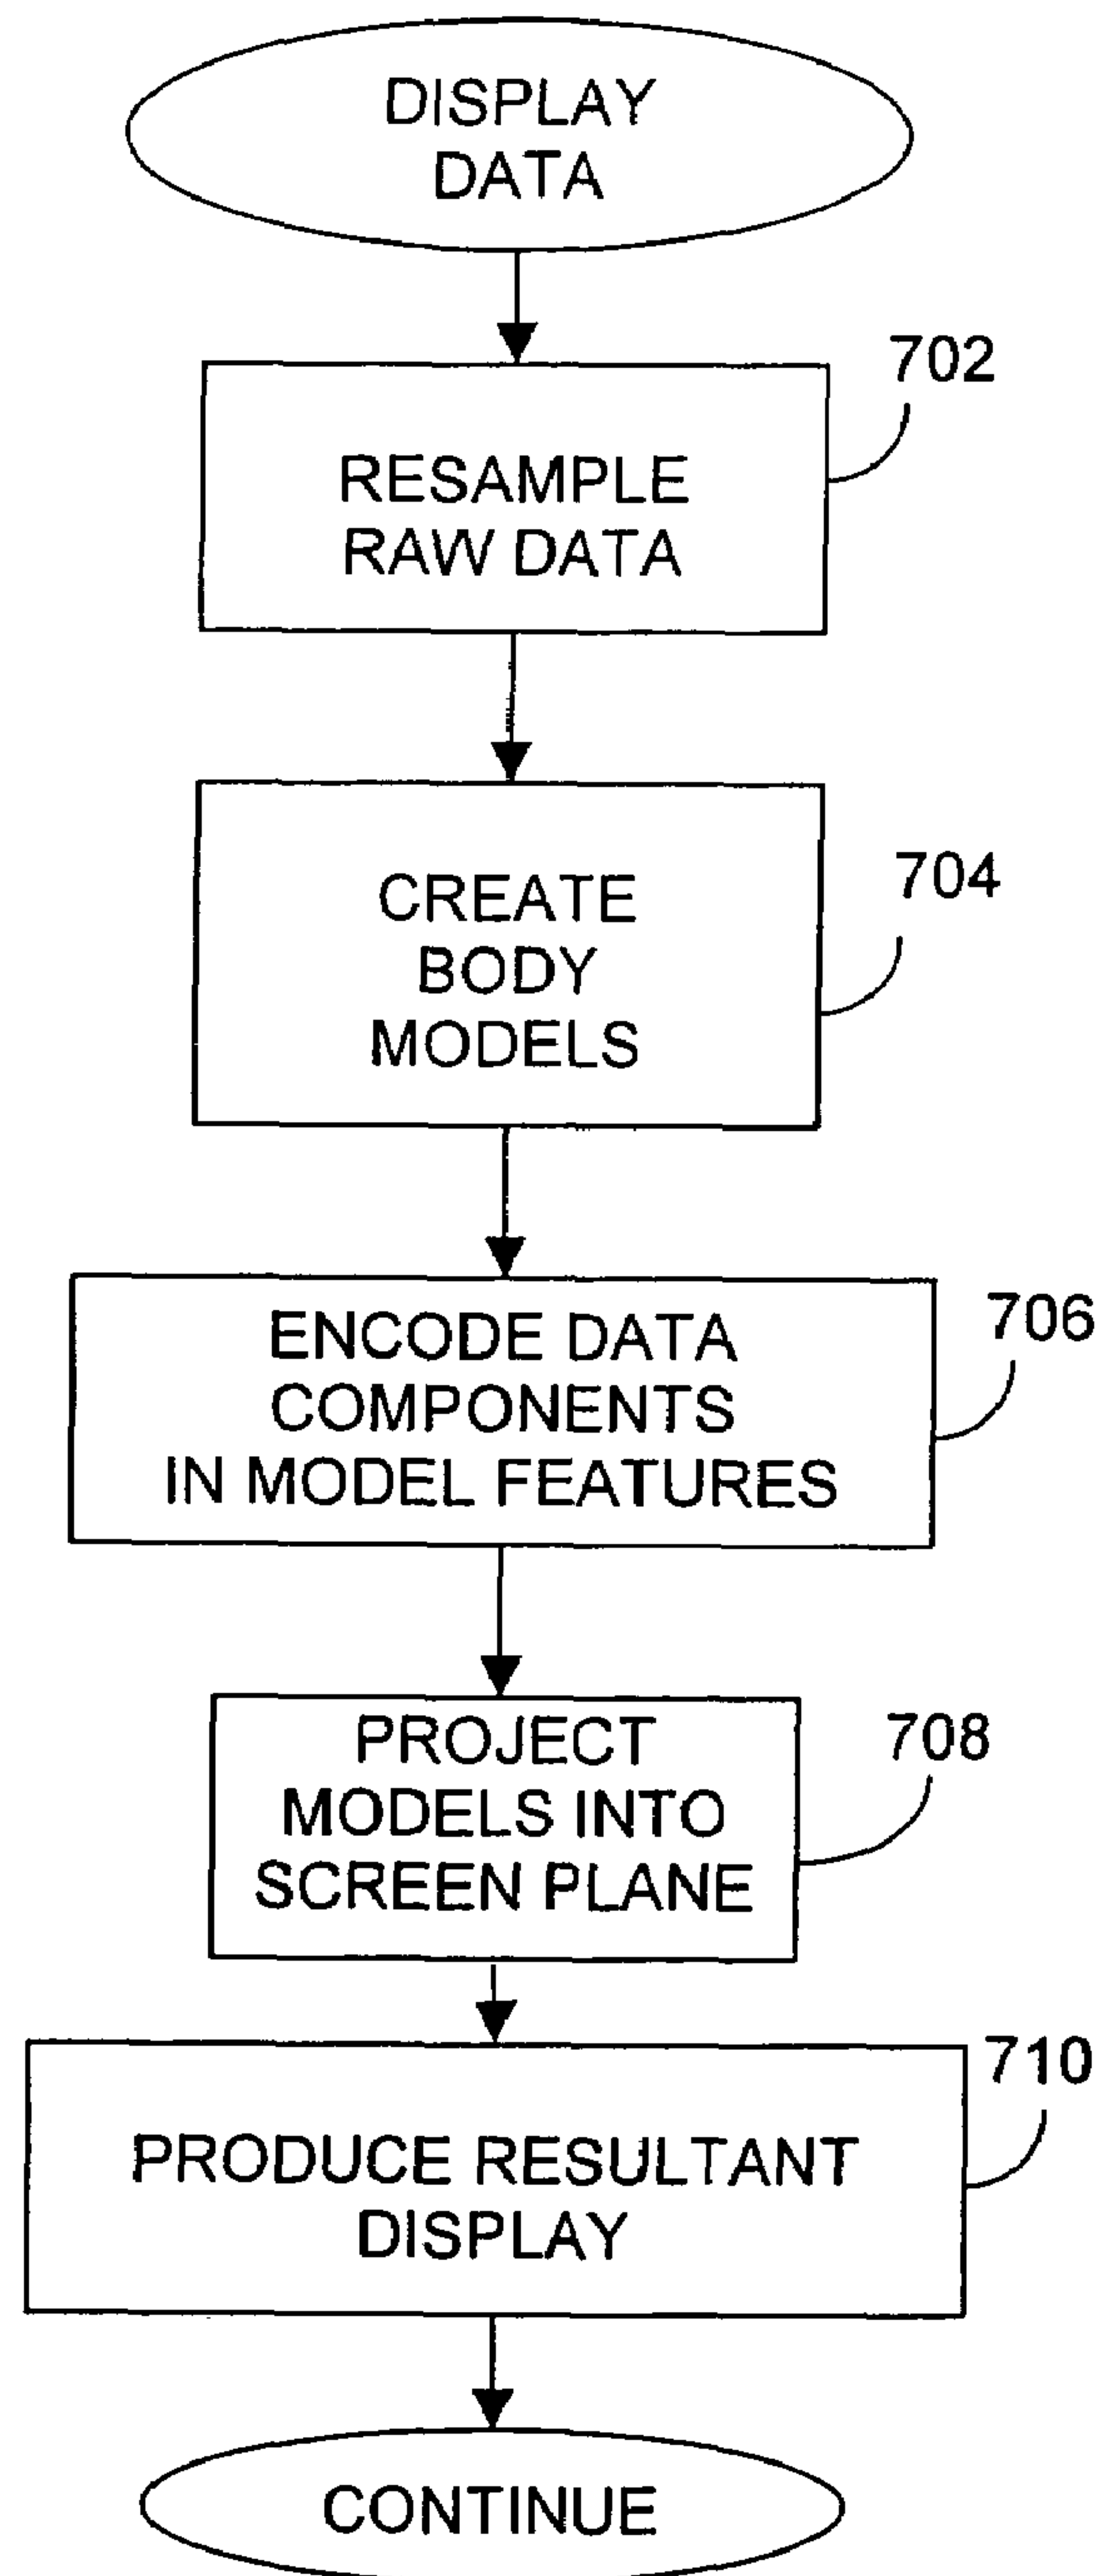 DISPLAY
DATA
702
RESAMPLE
RAW DATA
704
CREATE
BODY
MODELS
706
ENCODE DATA
COMPONENTS
IN MODEL FEATURES
708
PROJECT
MODELS INTO
SCREEN PLANE
710
PRODUCE RESULTANT
DISPLAY
CONTINUE